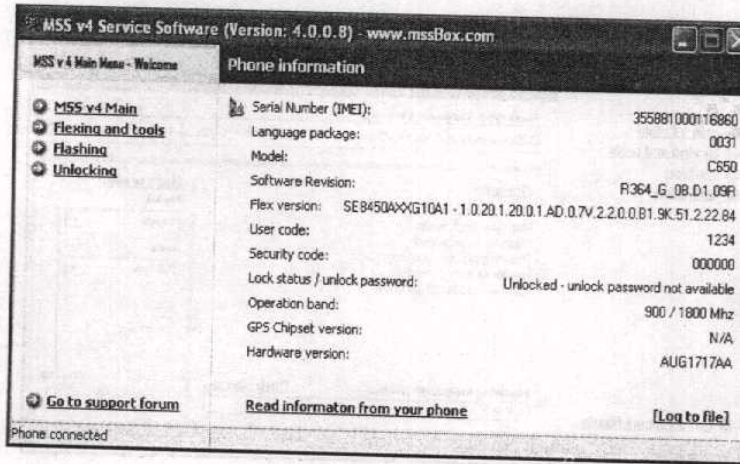 MSS v4 Service Software (Version: 4.0.0.8) - www.mssBox.com
MSS v 4 Main Menu - Welcome
Phone information
MSS v4 Main
Flexing and tools
Flashing
Unlocking
Serial Number (IMEI): 355881000116860
Language package: 0031
Model: C650
Software Revision: R364_G_0B.D1.09R
Flex version: SE8450AXXG10A1 - 1.0.20.1.20.0.1.AD.0.7V.2.2.0.0.B1.9K.51.2.22.84
User code: 1234
Security code: 000000
Lock status / unlock password: Unlocked - unlock password not available
Operation band: 900 / 1800 Mhz
GPS Chipset version: N/A
Hardware version: AUG1717AA
Go to support forum
Read informaton from your phone
[Log to file]
Phone connected